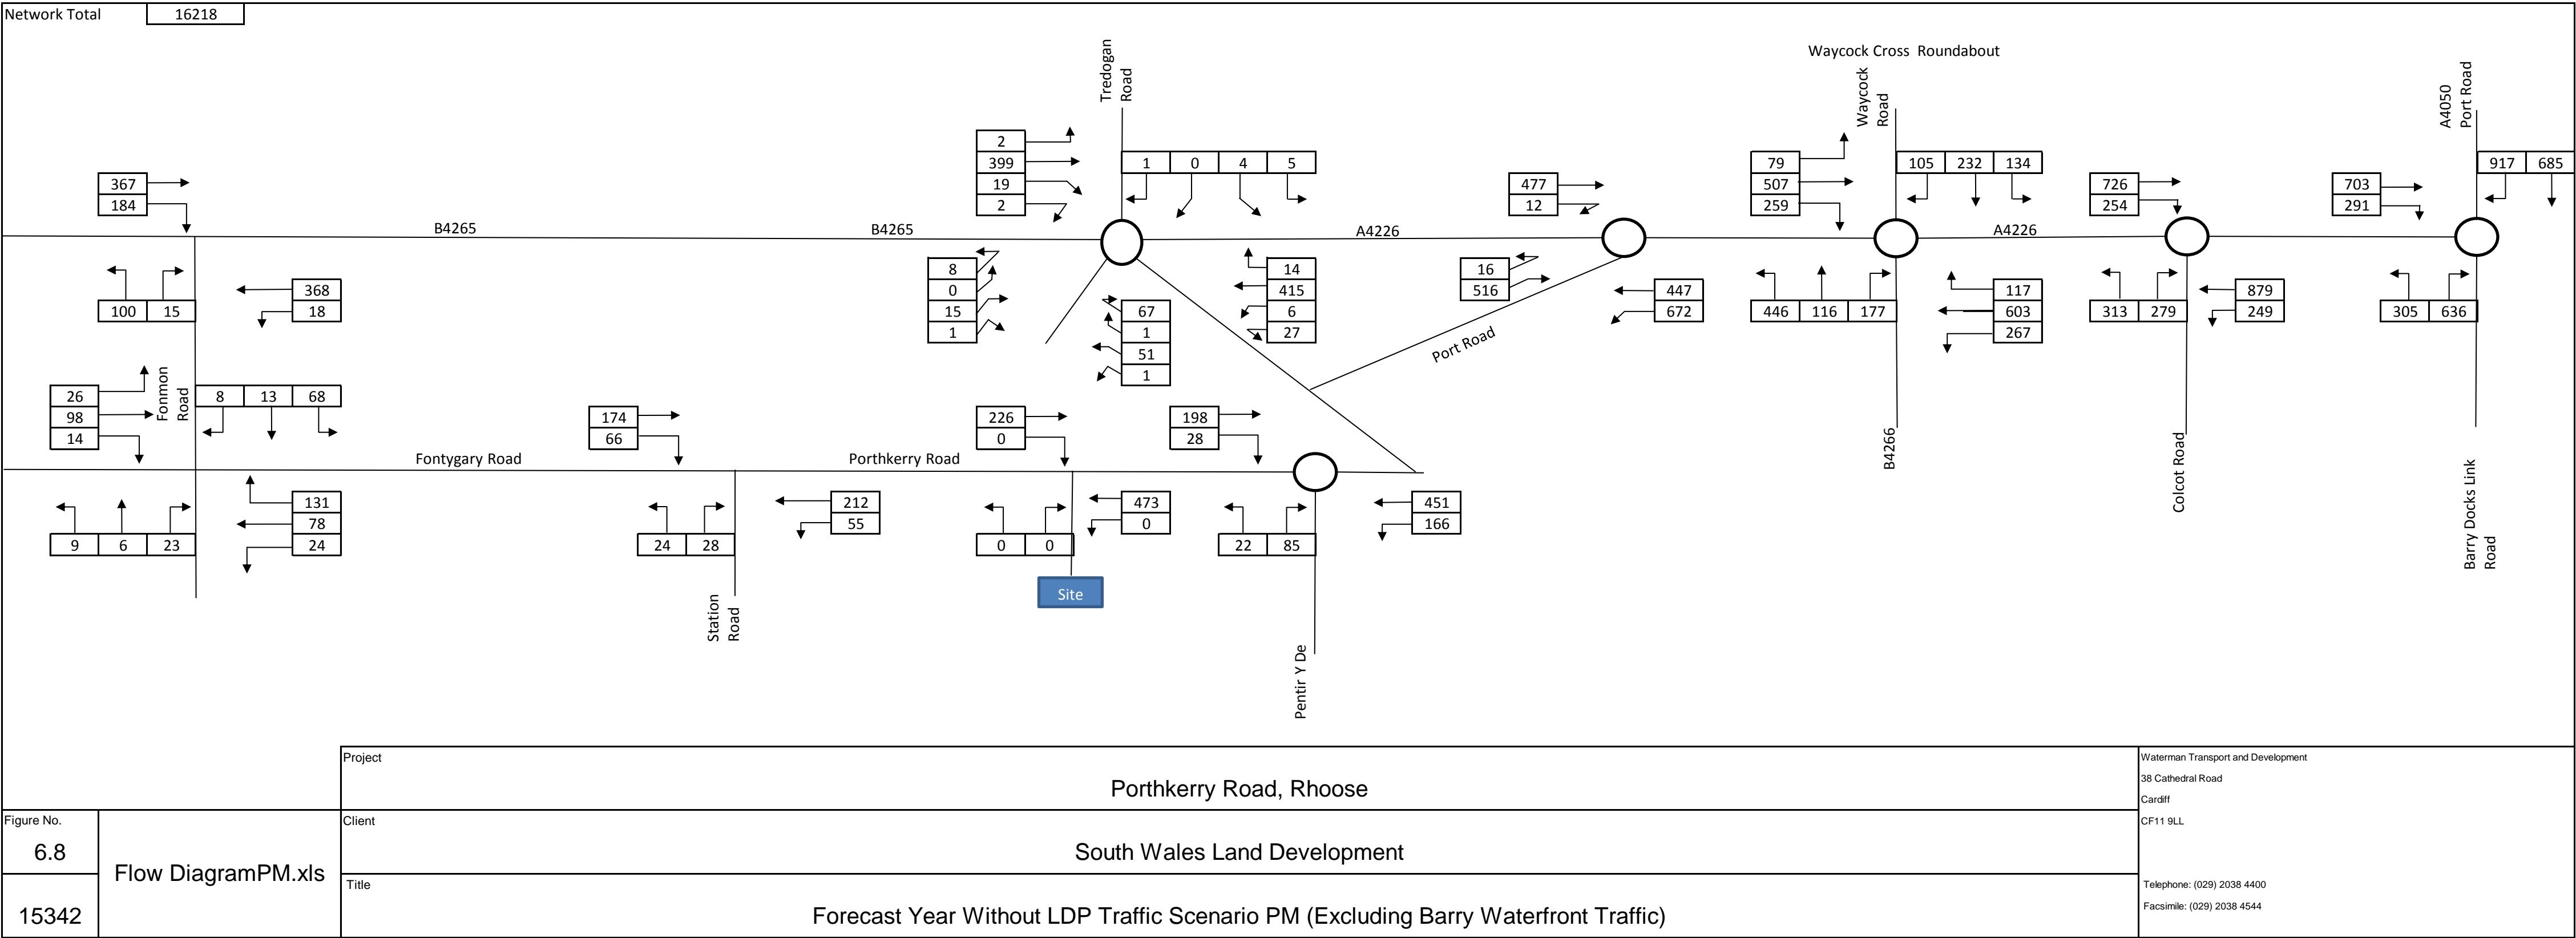 Network Total 16218
Waycock Cross Roundabout
Tredogan
Road
Waycock
Road
A4050
Port Road
2
399
19
2
1 0 4 5
367
184
477
12
79
507
259
105 232 134
726
254
703
291
917 685
B4265
B4265
A4226
A4226
8
0
15
1
14
415
6
27
16
516
447
672
100 15
368
18
67
1
51
1
446 116 177
117
603
267
313 279
879
249
305 636
Port Road
Fonmon
Road
26
98
14
8 13 68
174
66
226
0
198
28
Fontygary Road
Porthkerry Road
B4266
Colcot Road
Barry Docks Link
Road
9 6 23
131
78
24
24 28
212
55
0 0
473
0
22 85
451
166
Site
Station
Road
Pentir Y De
Project
Porthkerry Road, Rhoose
Waterman Transport and Development
38 Cathedral Road
Cardiff
CF11 9LL
Figure No.
6.8
Flow DiagramPM.xls
Client
South Wales Land Development
15342
Title
Forecast Year Without LDP Traffic Scenario PM (Excluding Barry Waterfront Traffic)
Telephone: (029) 2038 4400
Facsimile: (029) 2038 4544